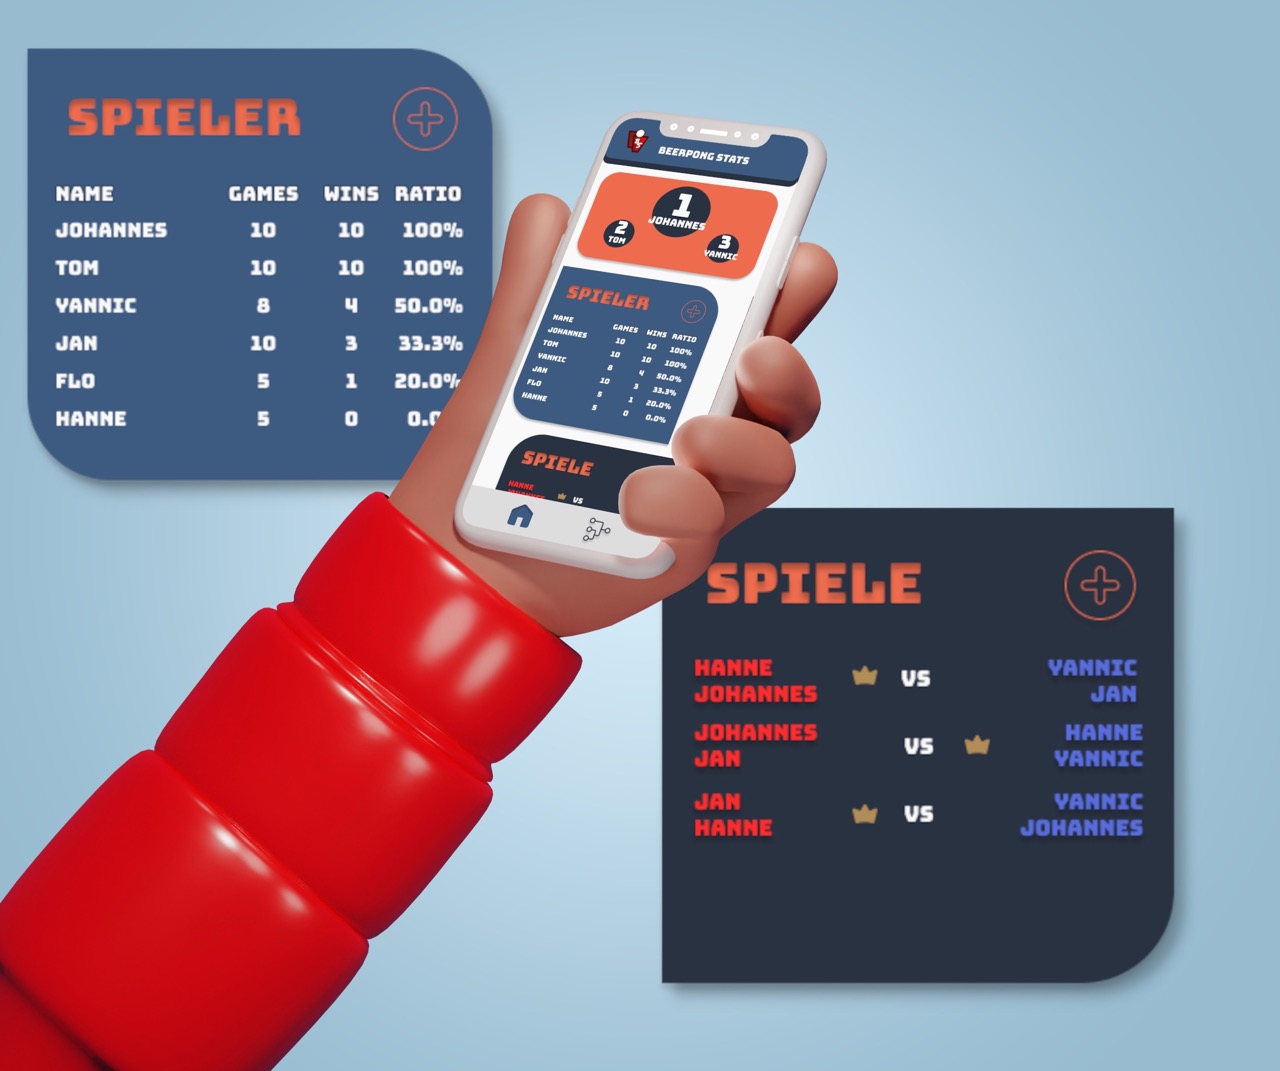 SPIELER
NAME GAMES WINS RATIO
JOHANNES 10 10 100%
TOM 10 10 100%
YANNIC 8 4 50.0%
JAN 10 3 33.3%
FLO 5 1 20.0%
HANNE 5 0 0.0
BEERPONG STATS
1
JOHANNES
2
TOM
3
YANNIC
SPIELER
NAME GAMES WINS RATIO
JOHANNES 10 10 100%
TOM 10 10 100%
YANNIC 8 4 50.0%
JAN 10 3 33.3%
FLO 5 1 20.0%
HANNE 5 0 0.0%
SPIELE
HANNE
VS
SPIELE
HANNE YANNIC
VS
JOHANNES JAN
JOHANNES HANNE
VS
JAN YANNIC
JAN YANNIC
VS
HANNE JOHANNES